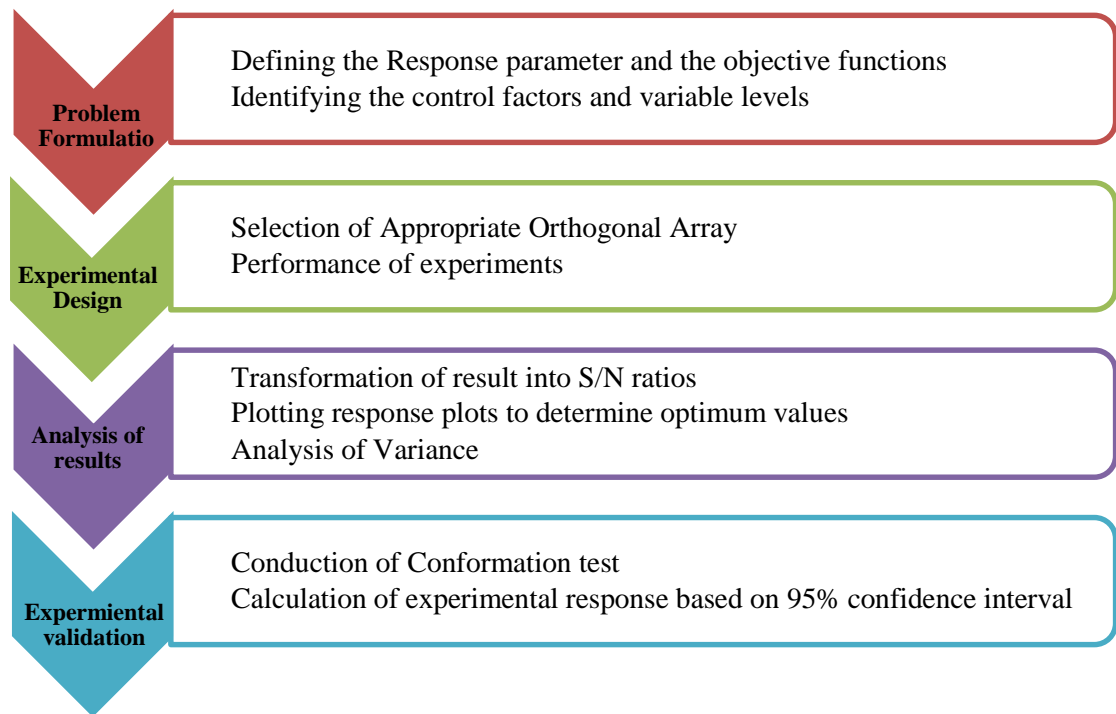 Problem
Formulatio
Defining the Response parameter and the objective functions
Identifying the control factors and variable levels
Experimental
Design
Selection of Appropriate Orthogonal Array
Performance of experiments
Analysis of
results
Transformation of result into S/N ratios
Plotting response plots to determine optimum values
Analysis of Variance
Expermiental
validation
Conduction of Conformation test
Calculation of experimental response based on 95% confidence interval